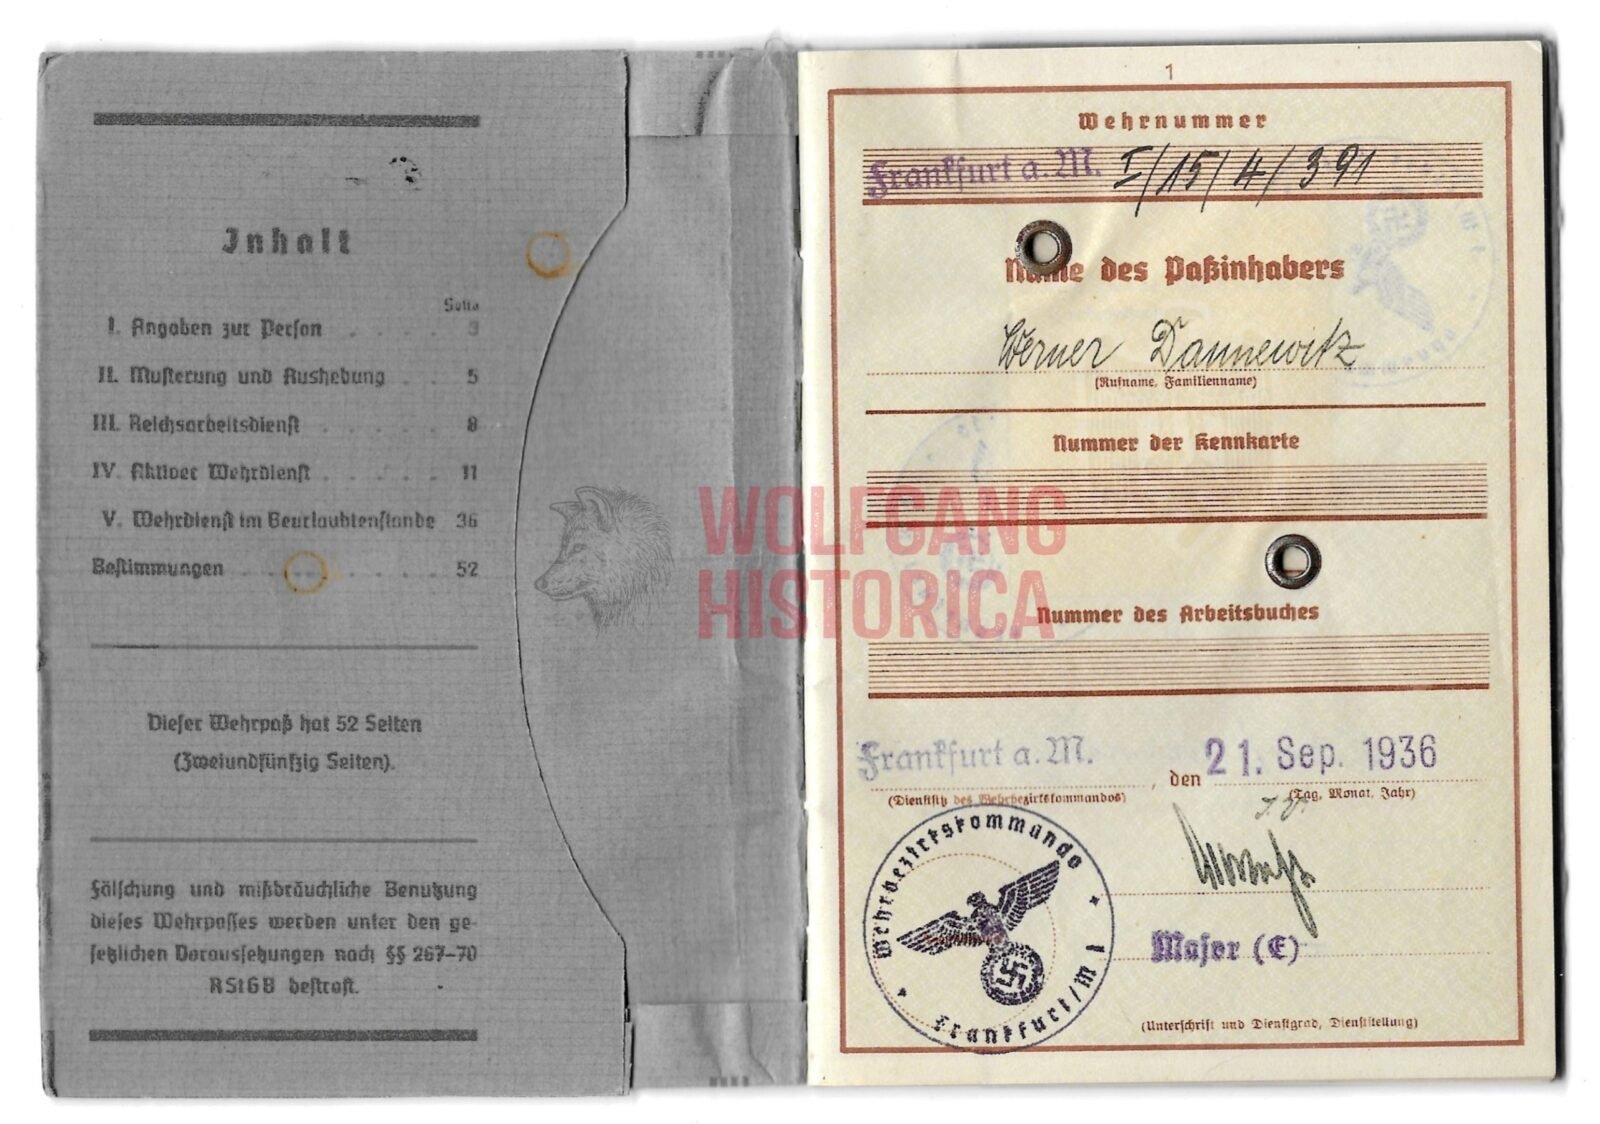 Inhalt
Seite
I. Angaben zur Person . . . . 3
II. Musterung und Aushebung . . . 5
III. Reichsarbeitsdienst . . . . . 8
IV. Aktiver Wehrdienst . . . . . 11
V. Wehrdienst im Beurlaubtenstande 36
Bestimmungen . . . . . . . 52
Dieser Wehrpaß hat 52 Seiten
(Zweiundfünfzig Seiten).
Fälschung und mißbräuchliche Benutzung
dieses Wehrpasses werden unter den ge-
setzlichen Voraussetzungen nach §§ 267–70
RStGB bestraft.
WOLFGANG
HISTORICA
1
Wehrnummer
Frankfurt a. M. I/15/4/391
Name des Paßinhabers
Werner Dannewitz
(Rufname, Familienname)
Nummer der Kennkarte
Nummer des Arbeitsbuches
Frankfurt a. M. , den 21. Sep. 1936
(Dienstsitz des Wehrbezirkskommandos) (Tag, Monat, Jahr)
Wehrbezirkskommando
Frankfurt/M I
Major (E)
(Unterschrift und Dienstgrad, Dienststellung)